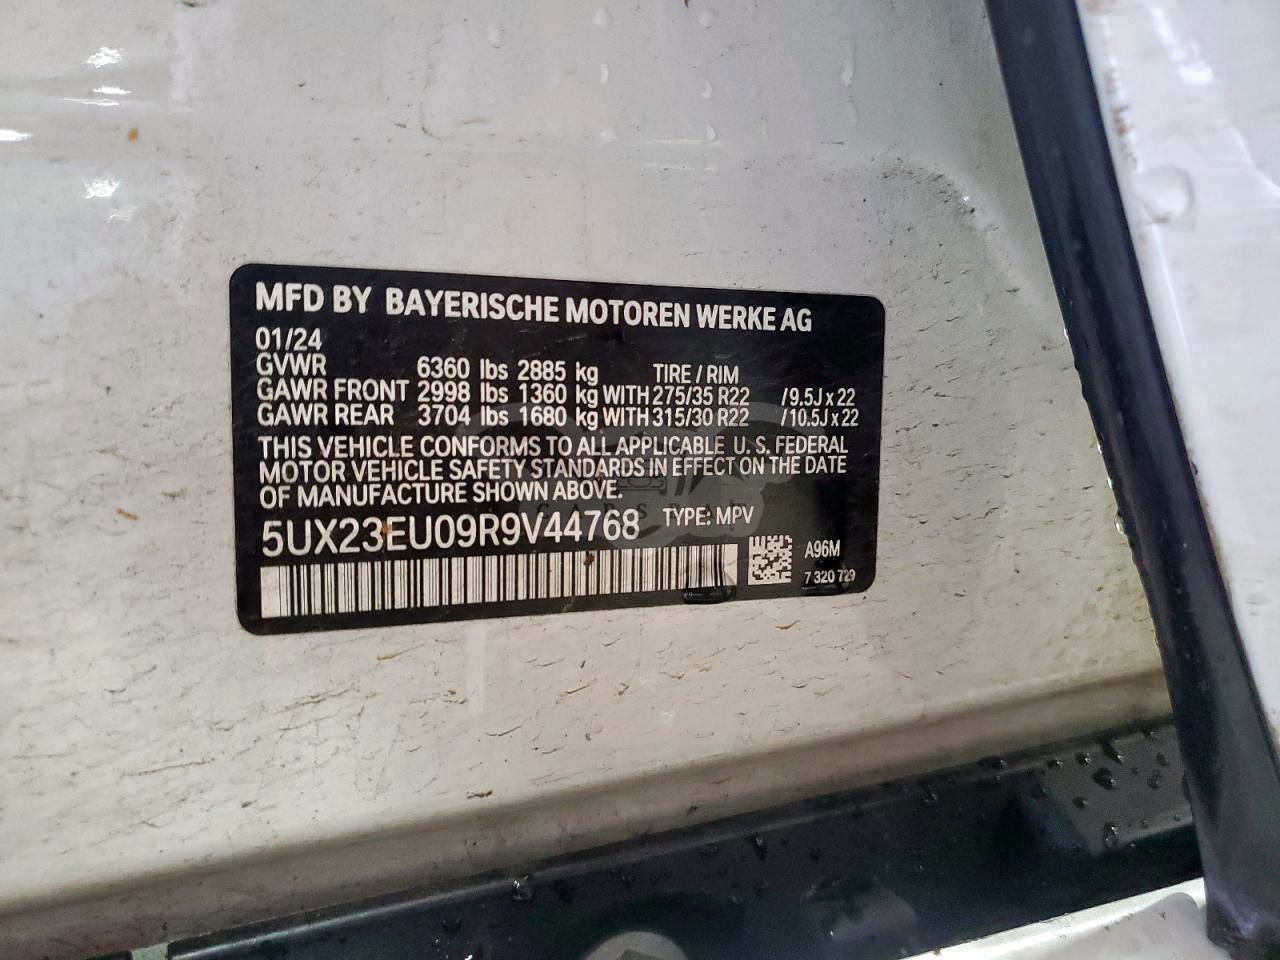 MFD BY BAYERISCHE MOTOREN WERKE AG
01/24
GVWR 6360 lbs 2885 kg TIRE / RIM
GAWR FRONT 2998 lbs 1360 kg WITH 275/35 R22 /9.5J x 22
GAWR REAR 3704 lbs 1680 kg WITH 315/30 R22 /10.5J x 22
THIS VEHICLE CONFORMS TO ALL APPLICABLE U.S. FEDERAL
MOTOR VEHICLE SAFETY STANDARDS IN EFFECT ON THE DATE
OF MANUFACTURE SHOWN ABOVE.
5UX23EU09R9V44768 TYPE: MPV
A96M
7 320 729